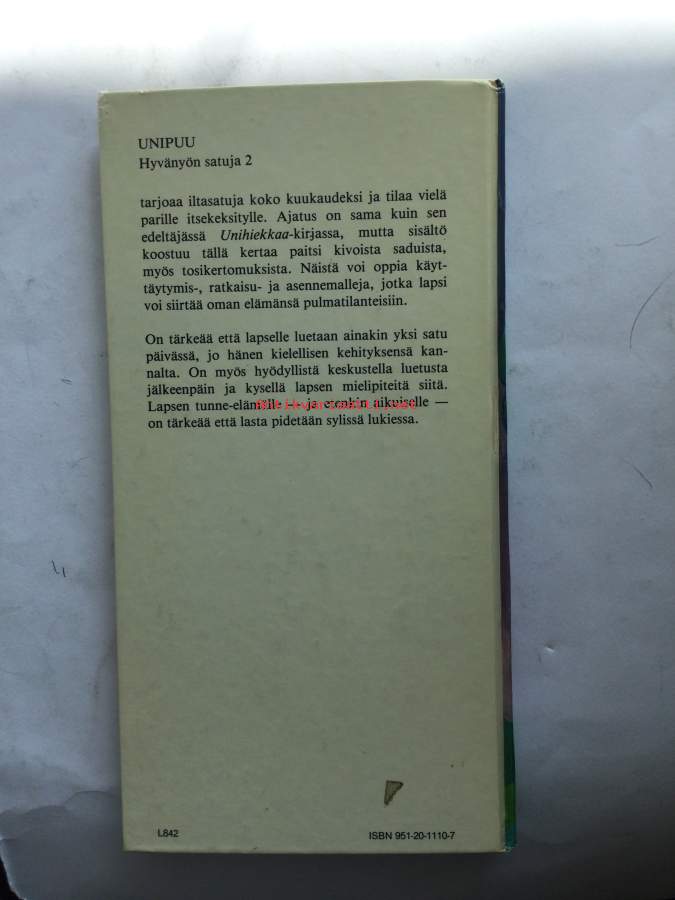 UNIPUU
Hyvänyön satuja 2
tarjoaa iltasatuja koko kuukaudeksi ja tilaa vielä
parille itsekeksitylle. Ajatus on sama kuin sen
edeltäjässä Unihiekkaa-kirjassa, mutta sisältö
koostuu tällä kertaa paitsi kivoista saduista,
myös tosikertomuksista. Näistä voi oppia käyt-
täytymis-, ratkaisu- ja asennemalleja, jotka lapsi
voi siirtää oman elämänsä pulmatilanteisiin.
On tärkeää että lapselle luetaan ainakin yksi satu
päivässä, jo hänen kielellisen kehityksensä kan-
nalta. On myös hyödyllistä keskustella luetusta
jälkeenpäin ja kysellä lapsen mielipiteitä siitä.
Lapsen tunne-elämälle — ja etenkin aikuiselle —
Antikvariaatti.net
on tärkeää että lasta pidetään sylissä lukiessa.
L842
ISBN 951-20-1110-7